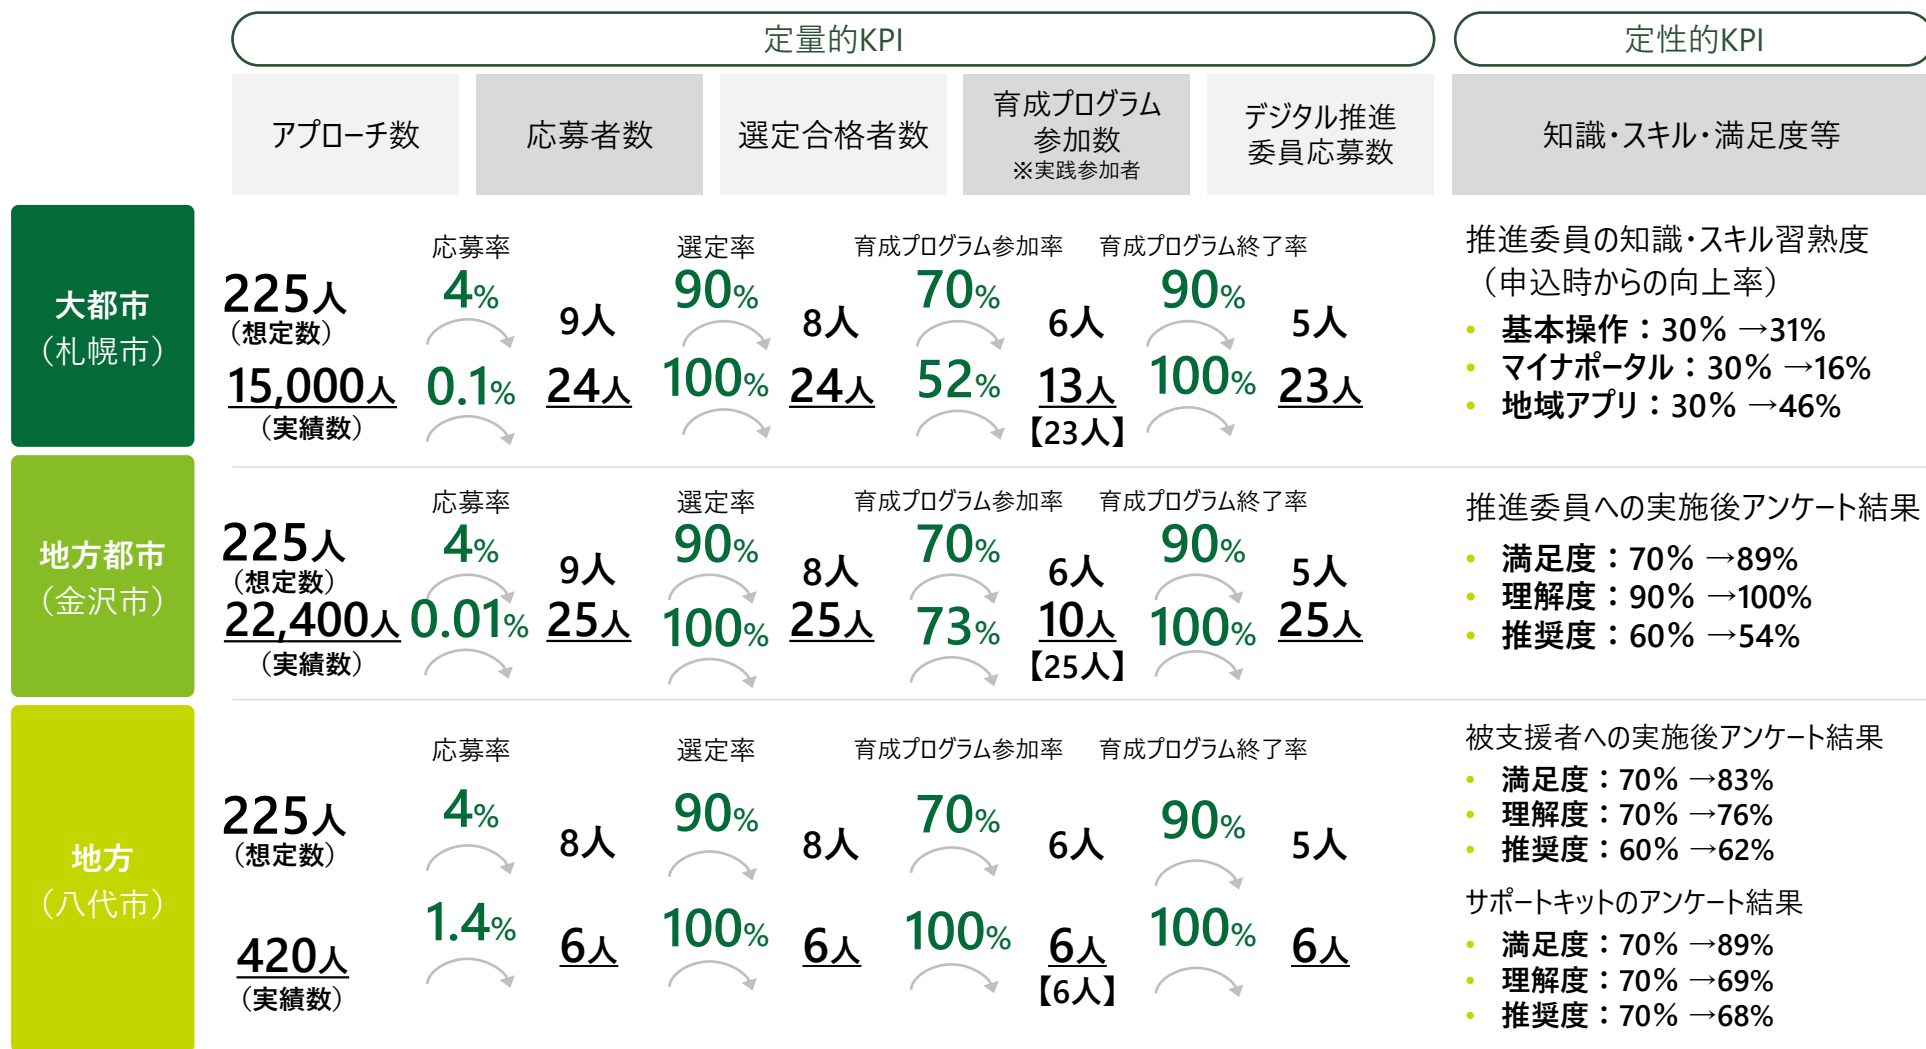 定量的KPI
定性的KPI
アプローチ数
応募者数
選定合格者数
育成プログラム
参加数
※実践参加者
デジタル推進
委員応募数
知識・スキル・満足度等
大都市
（札幌市）
応募率
選定率
育成プログラム参加率
育成プログラム終了率
225人
（想定数）
4%
9人
90%
8人
70%
6人
90%
5人
15,000人
（実績数）
0.1%
24人
100%
24人
52%
13人
【23人】
100%
23人
推進委員の知識・スキル習熟度
（申込時からの向上率）
• 基本操作：30% →31%
• マイナポータル：30% →16%
• 地域アプリ：30% →46%
地方都市
（金沢市）
応募率
選定率
育成プログラム参加率
育成プログラム終了率
225人
（想定数）
4%
9人
90%
8人
70%
6人
90%
5人
22,400人
（実績数）
0.01%
25人
100%
25人
73%
10人
【25人】
100%
25人
推進委員への実施後アンケート結果
• 満足度：70% →89%
• 理解度：90% →100%
• 推奨度：60% →54%
地方
（八代市）
応募率
選定率
育成プログラム参加率
育成プログラム終了率
225人
（想定数）
4%
8人
90%
8人
70%
6人
90%
5人
420人
（実績数）
1.4%
6人
100%
6人
100%
6人
【6人】
100%
6人
被支援者への実施後アンケート結果
• 満足度：70% →83%
• 理解度：70% →76%
• 推奨度：60% →62%
サポートキットのアンケート結果
• 満足度：70% →89%
• 理解度：70% →69%
• 推奨度：70% →68%